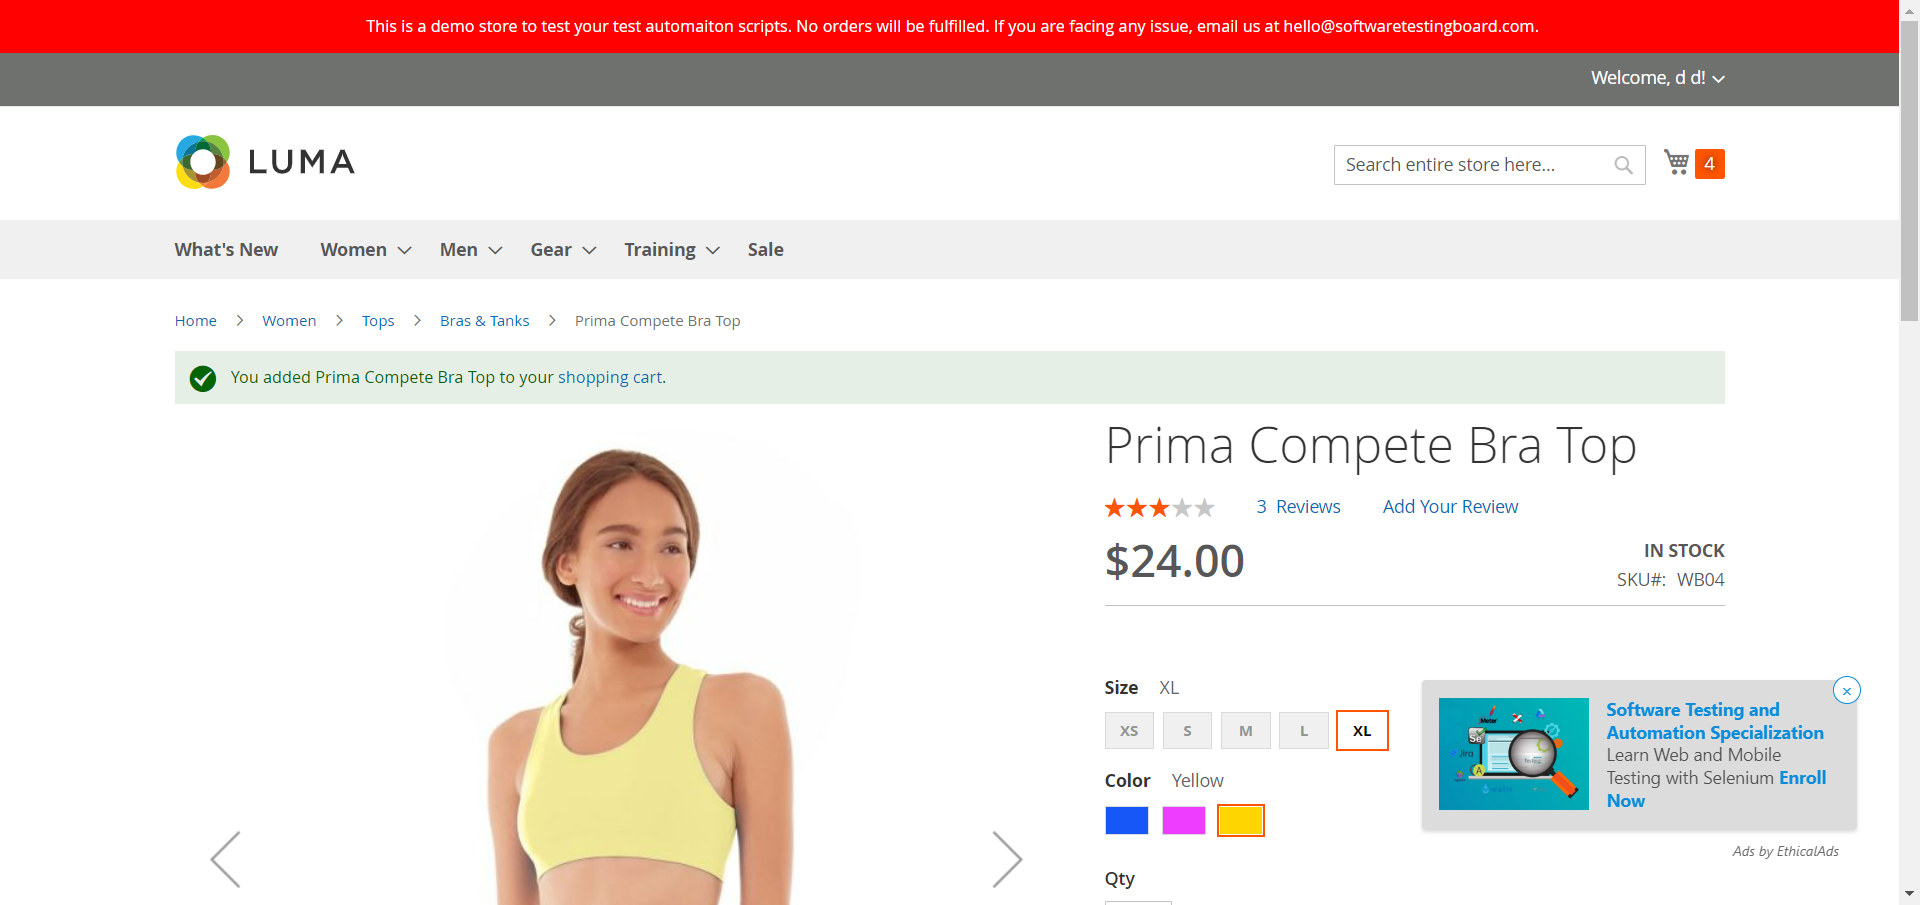 This is a demo store to test your test automaiton scripts. No orders will be fulfilled. If you are facing any issue, email us at hello@softwaretestingboard.com.
Welcome, d d!
LUMA
Search entire store here...
4
What's New Women Men Gear Training Sale
Home Women Tops Bras & Tanks Prima Compete Bra Top
You added Prima Compete Bra Top to your shopping cart.
Prima Compete Bra Top
3 Reviews Add Your Review
$24.00
IN STOCK
SKU#: WB04
Size XL
XS S M L XL
Color Yellow
Qty
Software Testing and
Automation Specialization
Learn Web and Mobile
Testing with Selenium Enroll
Now
Meter
Se
Jira
A
Ads by EthicalAds